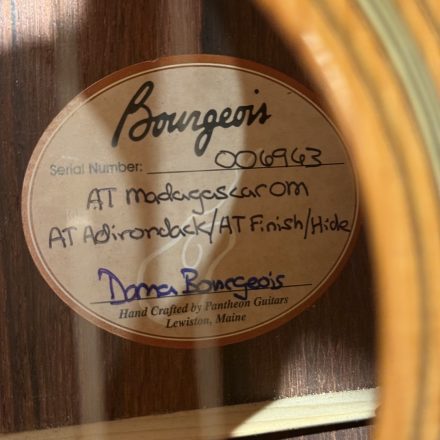 Bourgeois
Serial Number: 006963
AT Madagascar OM
AT Adirondack/AT Finish/Hide
Dana Bourgeois
Hand Crafted by Pantheon Guitars
Lewiston, Maine